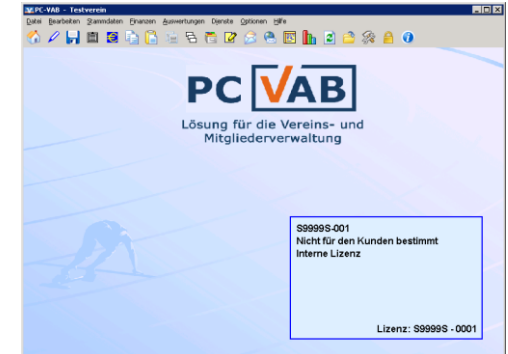 PC-VAB - Testverein
Datei Bearbeiten Stammdaten Finanzen Auswertungen Dienste Optionen Hilfe
PC VAB
Lösung für die Vereins- und
Mitgliederverwaltung
S9999S-001
Nicht für den Kunden bestimmt
Interne Lizenz
Lizenz: S9999S - 0001